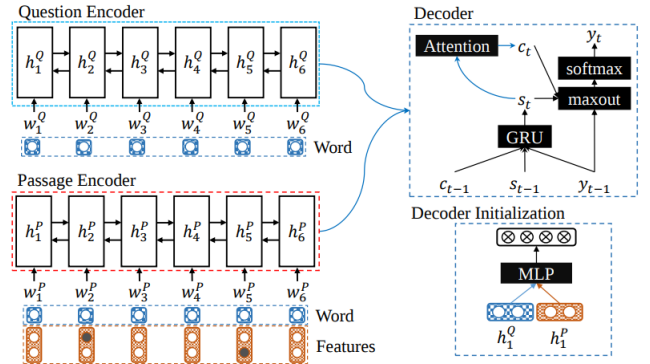 Question Encoder
h_1^Q h_2^Q h_3^Q h_4^Q h_5^Q h_6^Q
w_1^Q w_2^Q w_3^Q w_4^Q w_5^Q w_6^Q
Word
Passage Encoder
h_1^P h_2^P h_3^P h_4^P h_5^P h_6^P
w_1^P w_2^P w_3^P w_4^P w_5^P w_6^P
Word
Features
Decoder
y_t
Attention c_t
softmax
s_t maxout
GRU
c_{t-1} s_{t-1} y_{t-1}
Decoder Initialization
MLP
h_1^Q h_1^P